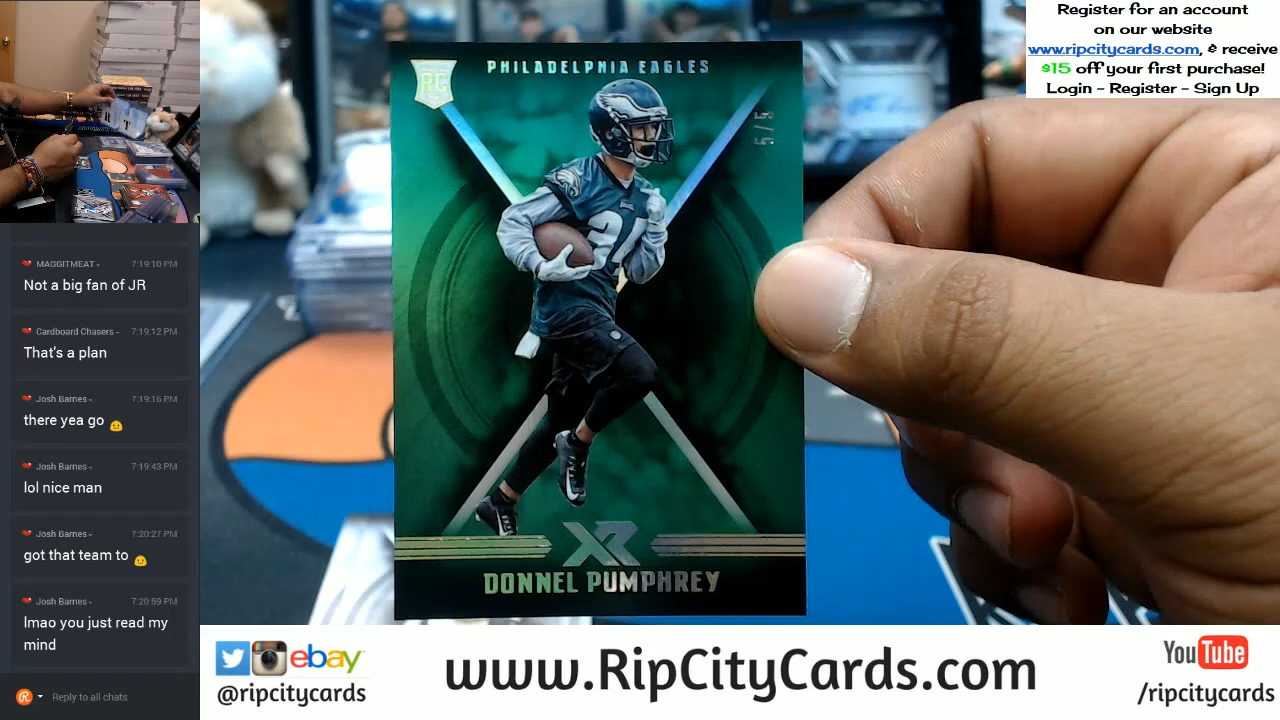 Register for an account
on our website
www.ripcitycards.com, & receive
$15 off your first purchase!
Login - Register - Sign Up
MAGGITMEAT - 7:19:10 PM
Not a big fan of JR
Cardboard Chasers - 7:19:12 PM
That's a plan
Josh Barnes - 7:19:16 PM
there yea go
Josh Barnes - 7:19:43 PM
lol nice man
Josh Barnes - 7:20:27 PM
got that team to
Josh Barnes - 7:20:59 PM
lmao you just read my
mind
Reply to all chats
RC
PHILADELPHIA EAGLES
XR
DONNEL PUMPHREY
ebay
@ripcitycards
www.RipCityCards.com
YouTube
/ripcitycards